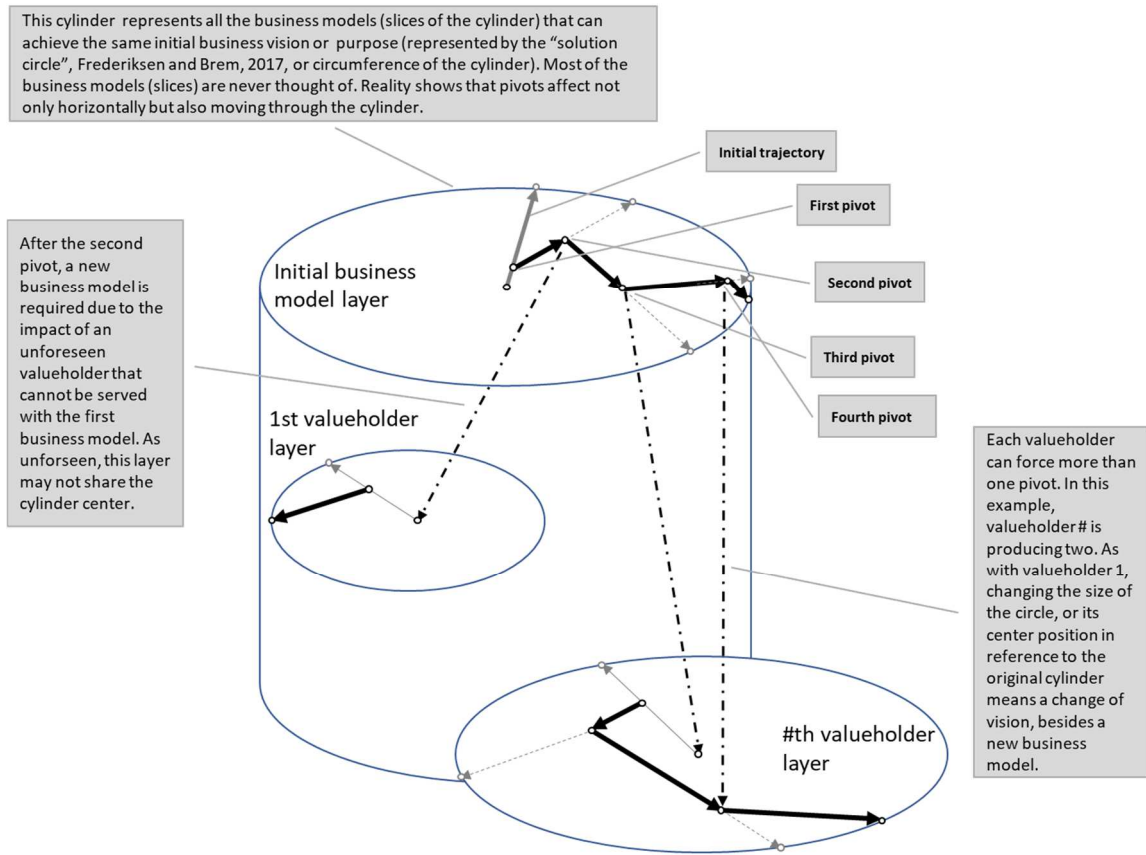 This cylinder represents all the business models (slices of the cylinder) that can
achieve the same initial business vision or purpose (represented by the “solution
circle”, Frederiksen and Brem, 2017, or circumference of the cylinder). Most of the
business models (slices) are never thought of. Reality shows that pivots affect not
only horizontally but also moving through the cylinder.
Initial trajectory
First pivot
Second pivot
Third pivot
Fourth pivot
Initial business
model layer
After the second
pivot, a new
business model is
required due to the
impact of an
unforeseen
valueholder that
cannot be served
with the first
business model. As
unforseen, this layer
may not share the
cylinder center.
1st valueholder
layer
Each valueholder
can force more than
one pivot. In this
example,
valueholder # is
producing two. As
with valueholder 1,
changing the size of
the circle, or its
center position in
reference to the
original cylinder
means a change of
vision, besides a
new business
model.
#th valueholder
layer